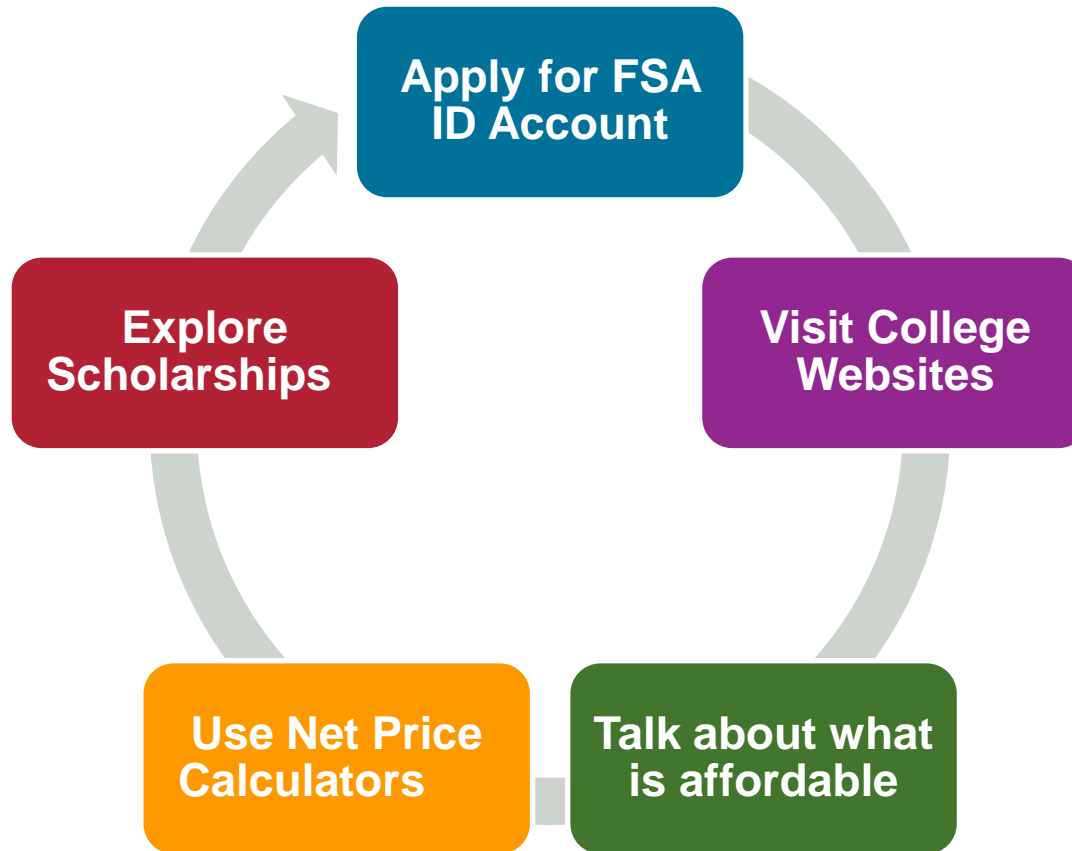 Apply for FSA
ID Account
Visit College
Websites
Talk about what
is affordable
Use Net Price
Calculators
Explore
Scholarships